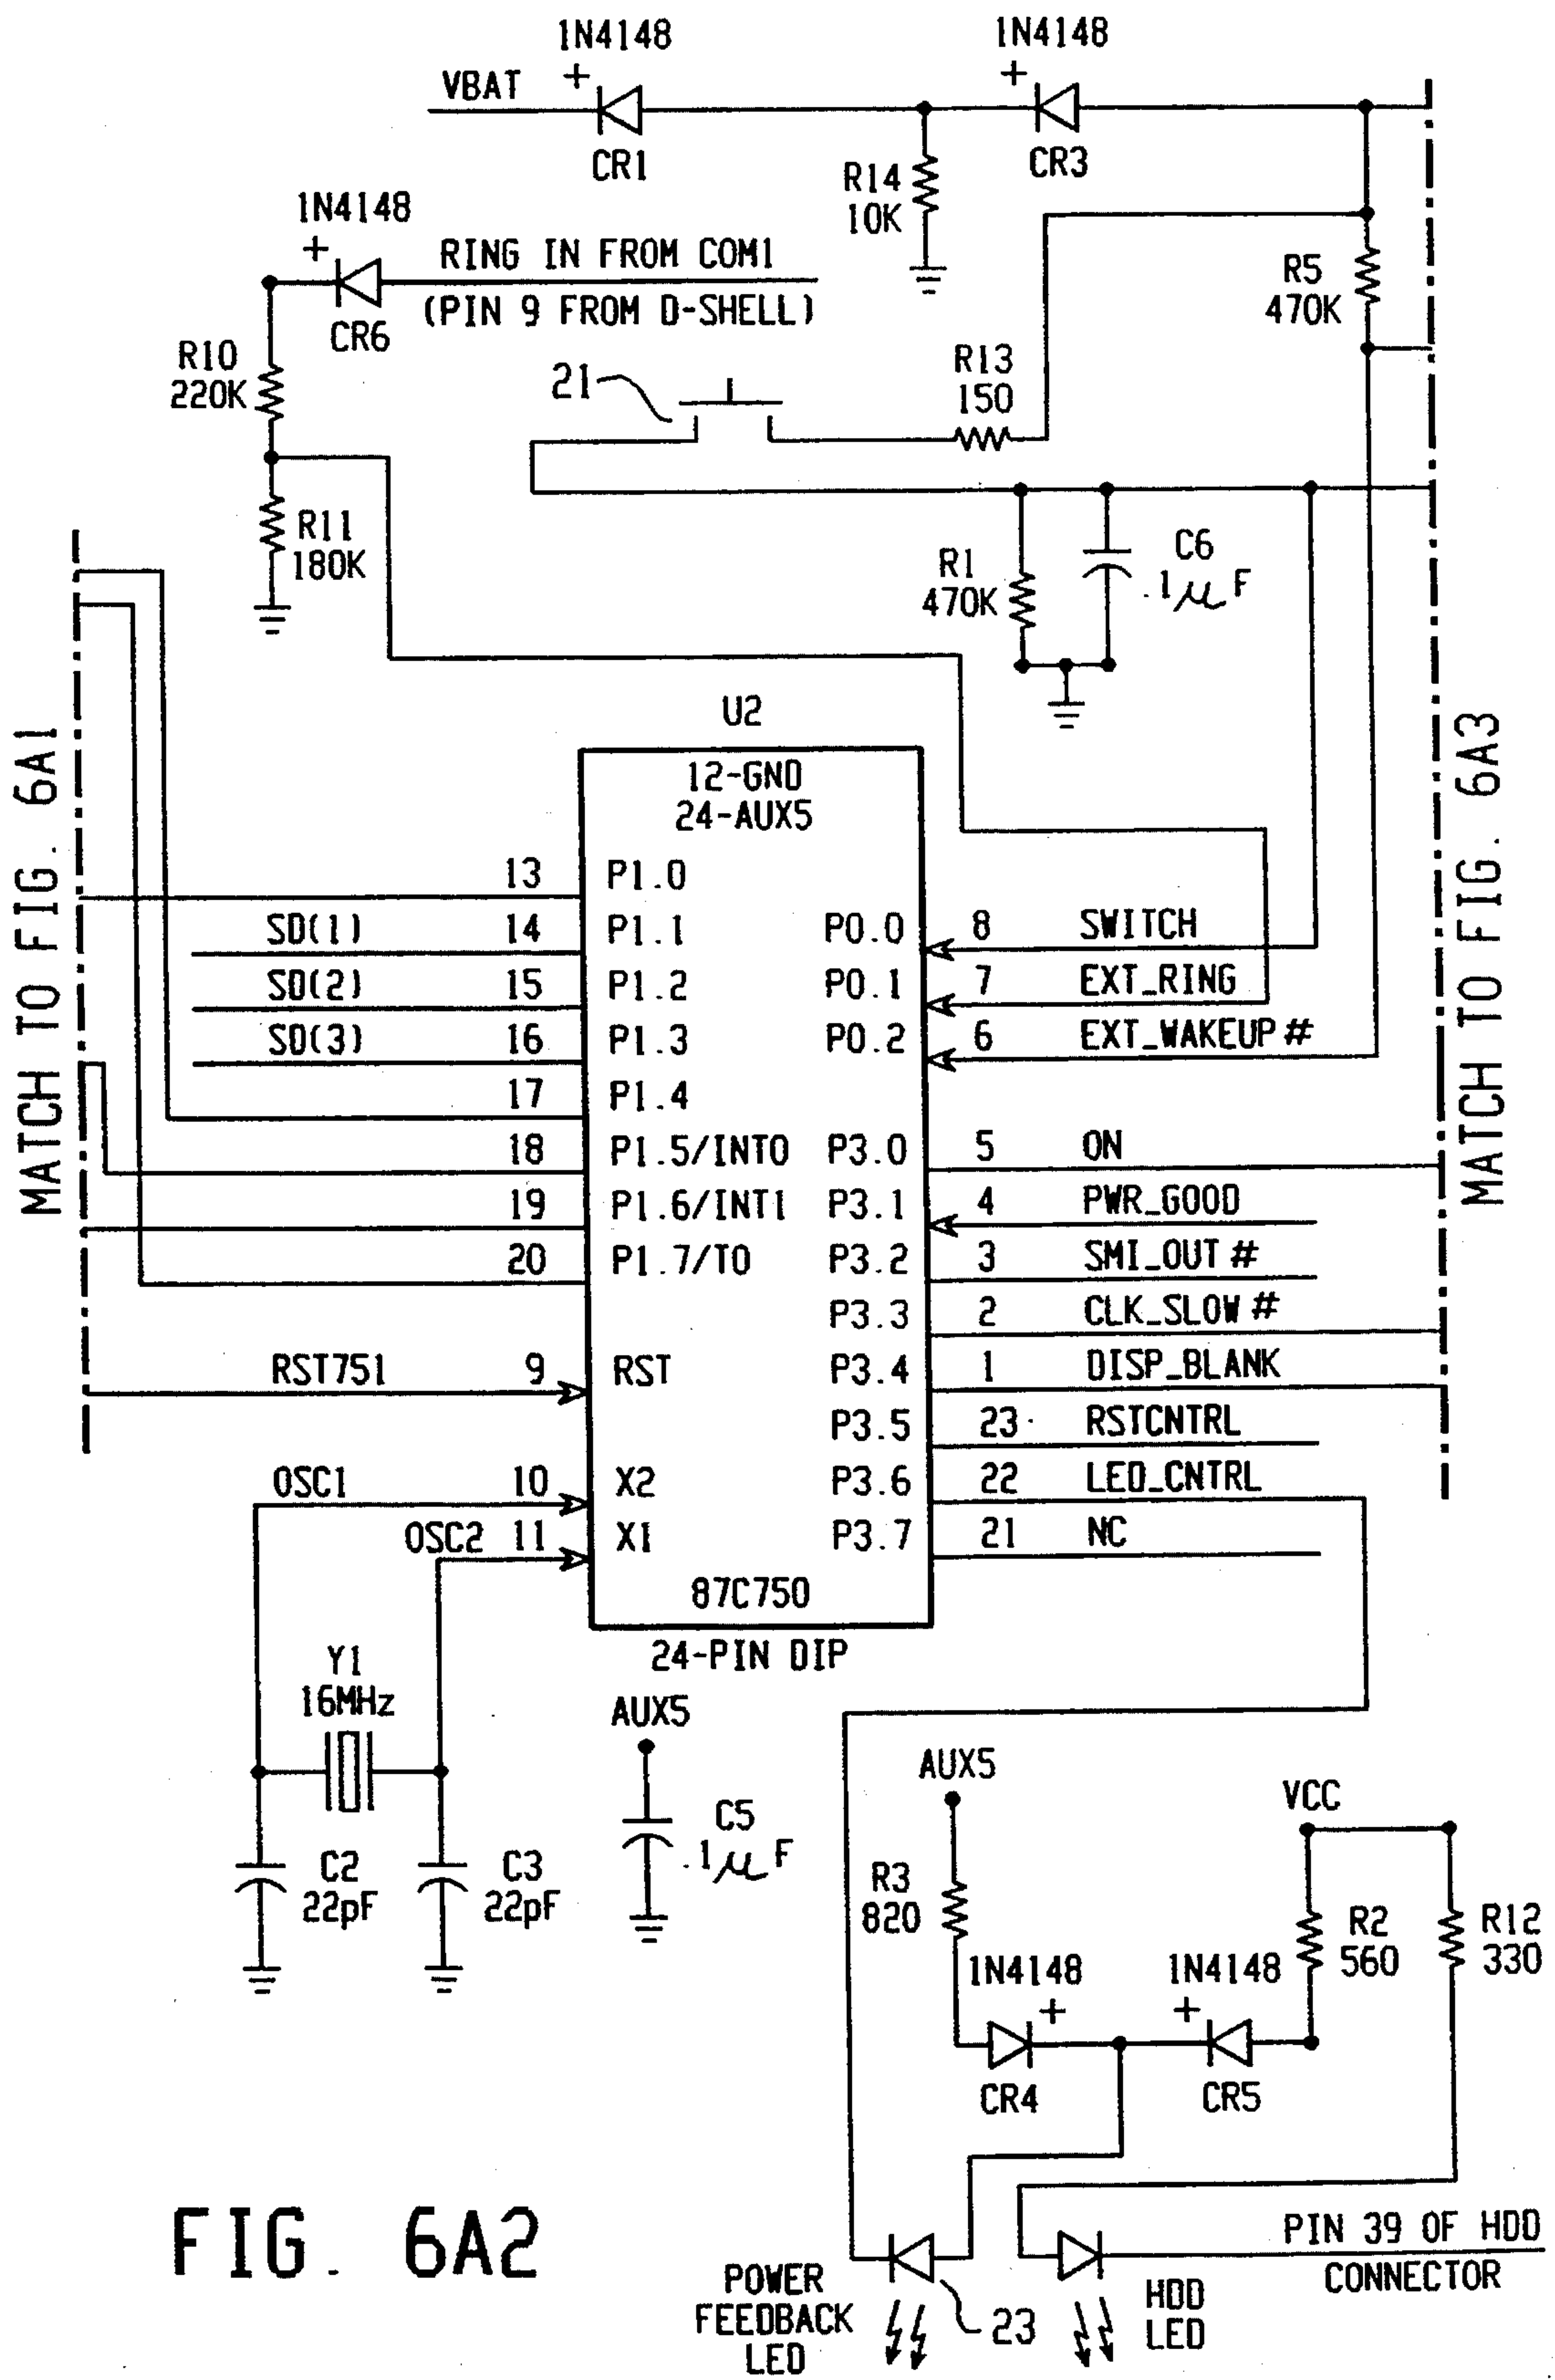 1N4148
1N4148
+
+
VBAT
CR1
CR3
R14
10K
1N4148
+
RING IN FROM COM1
(PIN 9 FROM D-SHELL)
CR6
R5
470K
R10
220K
21
R13
150
R11
180K
R1
470K
C6
.1μF
MATCH TO FIG. 6A1
MATCH TO FIG. 6A3
U2
12-GND
24-AUX5
13 P1.0
SD(1) 14 P1.1
P0.0 8 SWITCH
SD(2) 15 P1.2
P0.1 7 EXT_RING
SD(3) 16 P1.3
P0.2 6 EXT_WAKEUP#
17 P1.4
18 P1.5/INT0
P3.0 5 ON
19 P1.6/INT1
P3.1 4 PWR_GOOD
20 P1.7/T0
P3.2 3 SMI_OUT#
P3.3 2 CLK_SLOW#
RST751 9 RST
P3.4 1 DISP_BLANK
P3.5 23 RSTCNTRL
OSC1 10 X2
P3.6 22 LED_CNTRL
OSC2 11 X1
P3.7 21 NC
87C750
24-PIN DIP
Y1
16MHz
AUX5
C5
.1μF
C2
22pF
C3
22pF
AUX5
VCC
R3
820
R2
560
R12
330
1N4148
+
1N4148
+
CR4
CR5
PIN 39 OF HDD
CONNECTOR
POWER
FEEDBACK
LED
23
HDD
LED
FIG. 6A2